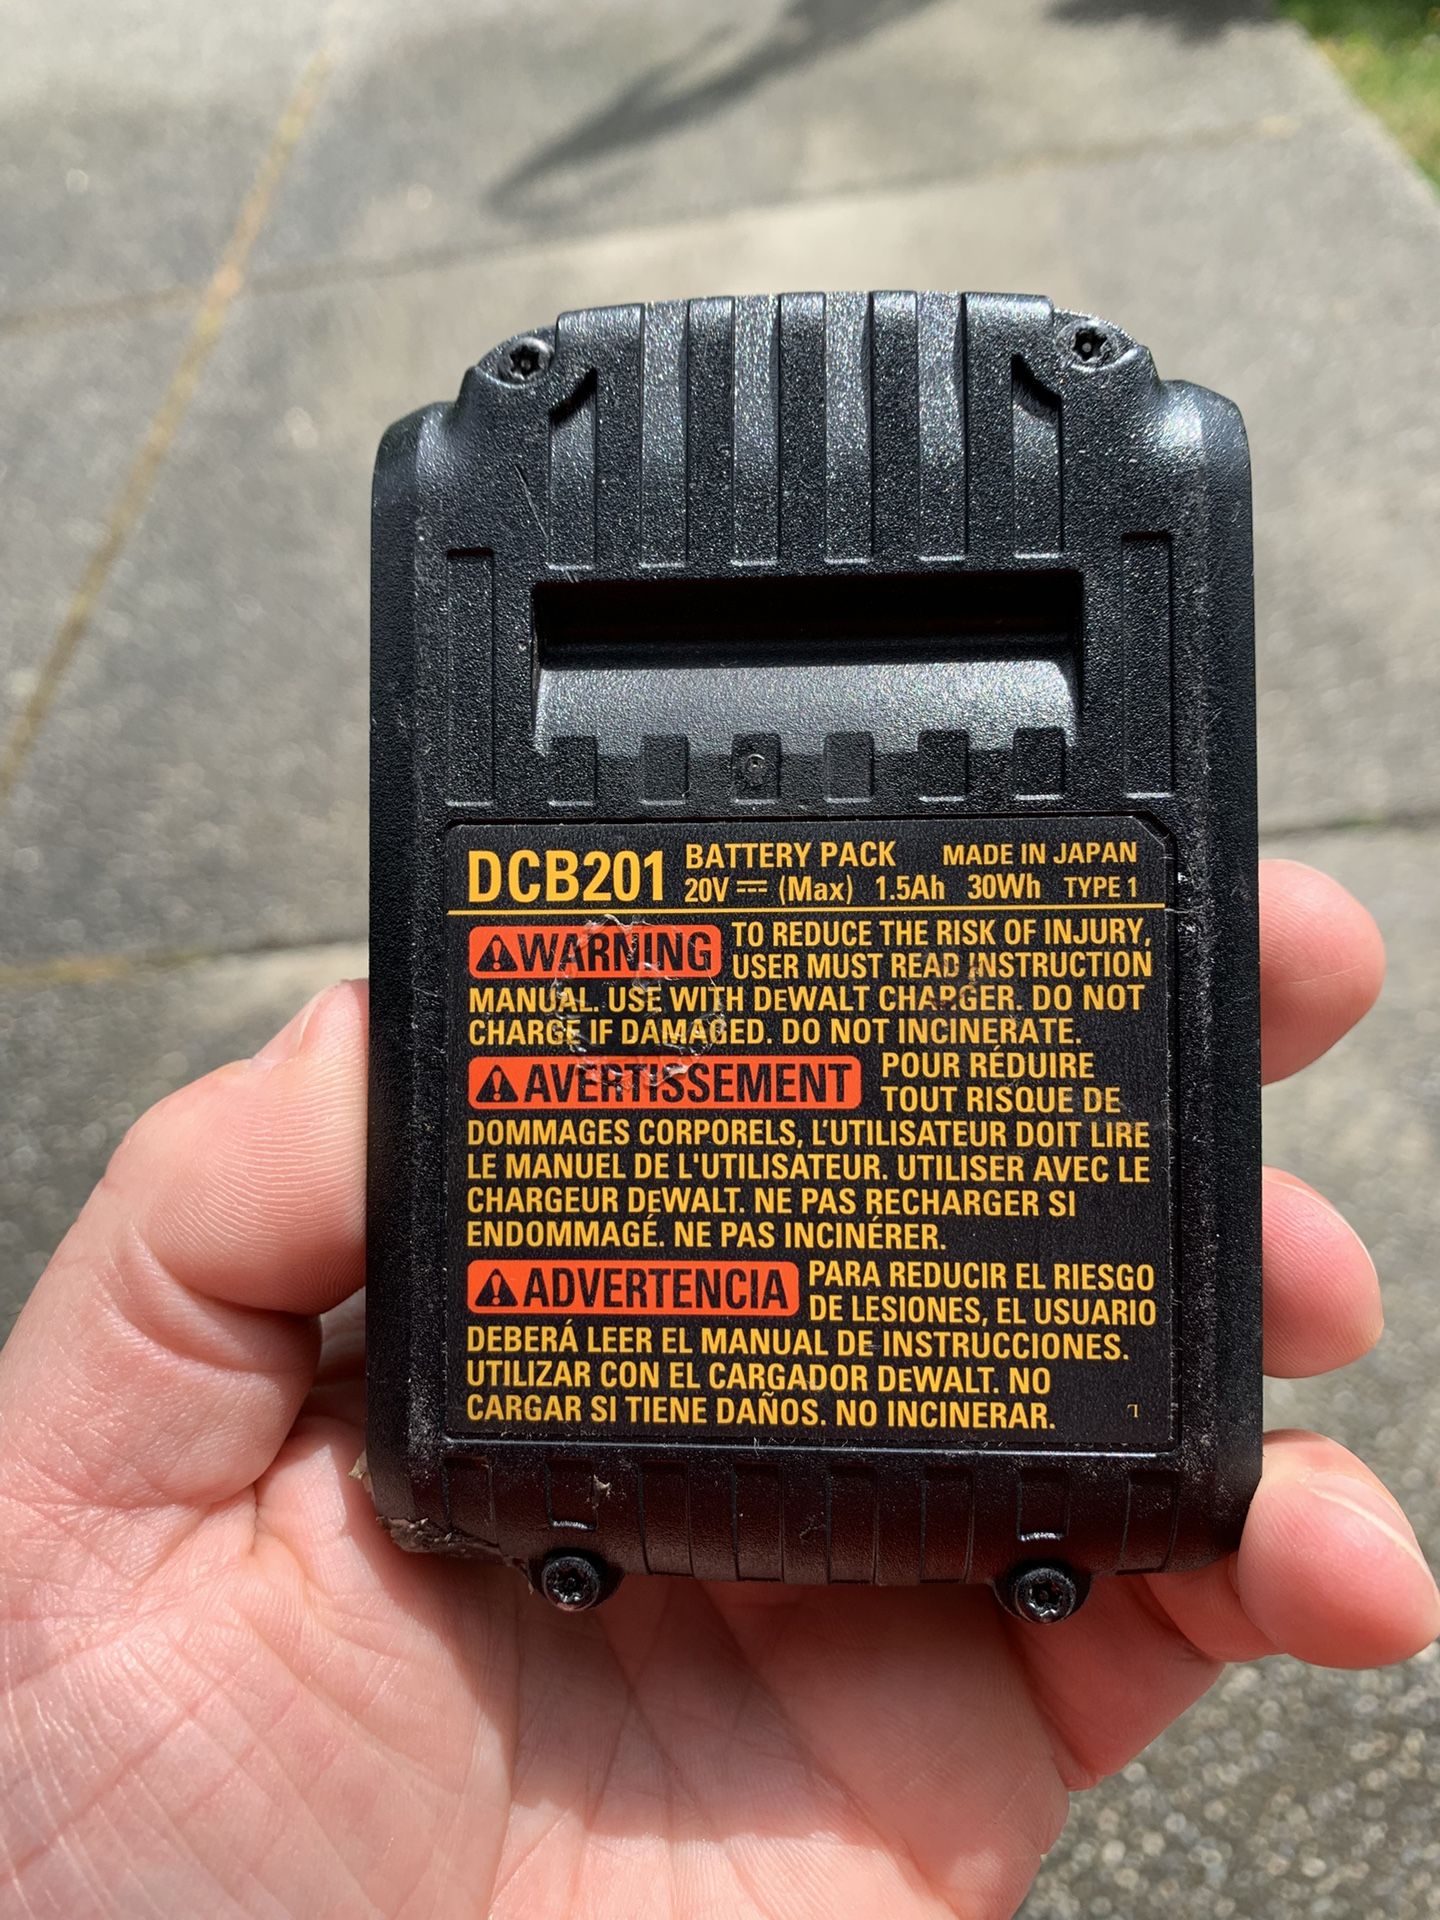 DCB201 BATTERY PACK MADE IN JAPAN
20V ⎓ (Max) 1.5Ah 30Wh TYPE 1
⚠WARNING TO REDUCE THE RISK OF INJURY,
USER MUST READ INSTRUCTION
MANUAL. USE WITH DEWALT CHARGER. DO NOT
CHARGE IF DAMAGED. DO NOT INCINERATE.
⚠AVERTISSEMENT POUR RÉDUIRE
TOUT RISQUE DE
DOMMAGES CORPORELS, L'UTILISATEUR DOIT LIRE
LE MANUEL DE L'UTILISATEUR. UTILISER AVEC LE
CHARGEUR DEWALT. NE PAS RECHARGER SI
ENDOMMAGÉ. NE PAS INCINÉRER.
⚠ADVERTENCIA PARA REDUCIR EL RIESGO
DE LESIONES, EL USUARIO
DEBERÁ LEER EL MANUAL DE INSTRUCCIONES.
UTILIZAR CON EL CARGADOR DEWALT. NO
CARGAR SI TIENE DAÑOS. NO INCINERAR.